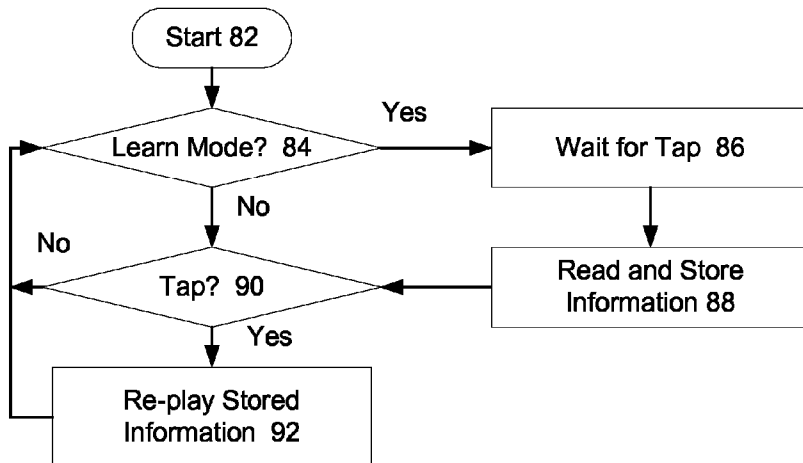 Start 82
Learn Mode? 84
Yes
Wait for Tap 86
No
No
Tap? 90
Read and Store
Information 88
Yes
Re-play Stored
Information 92